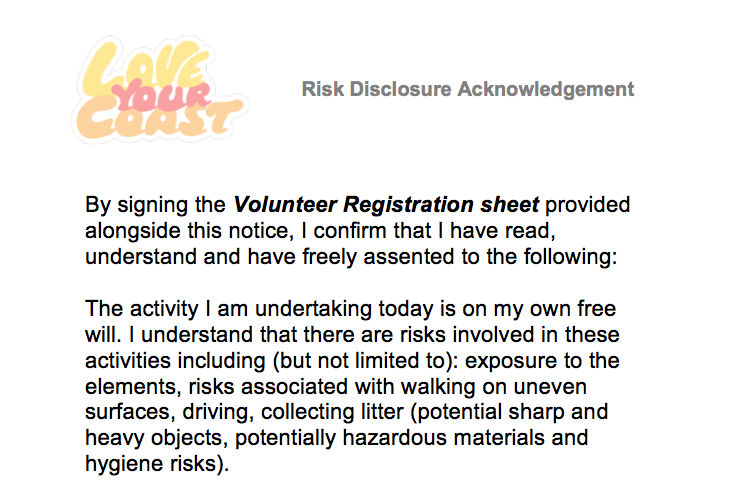 LOVE
YOUR
COAST
Risk Disclosure Acknowledgement
By signing the Volunteer Registration sheet provided
alongside this notice, I confirm that I have read,
understand and have freely assented to the following:
The activity I am undertaking today is on my own free
will. I understand that there are risks involved in these
activities including (but not limited to): exposure to the
elements, risks associated with walking on uneven
surfaces, driving, collecting litter (potential sharp and
heavy objects, potentially hazardous materials and
hygiene risks).